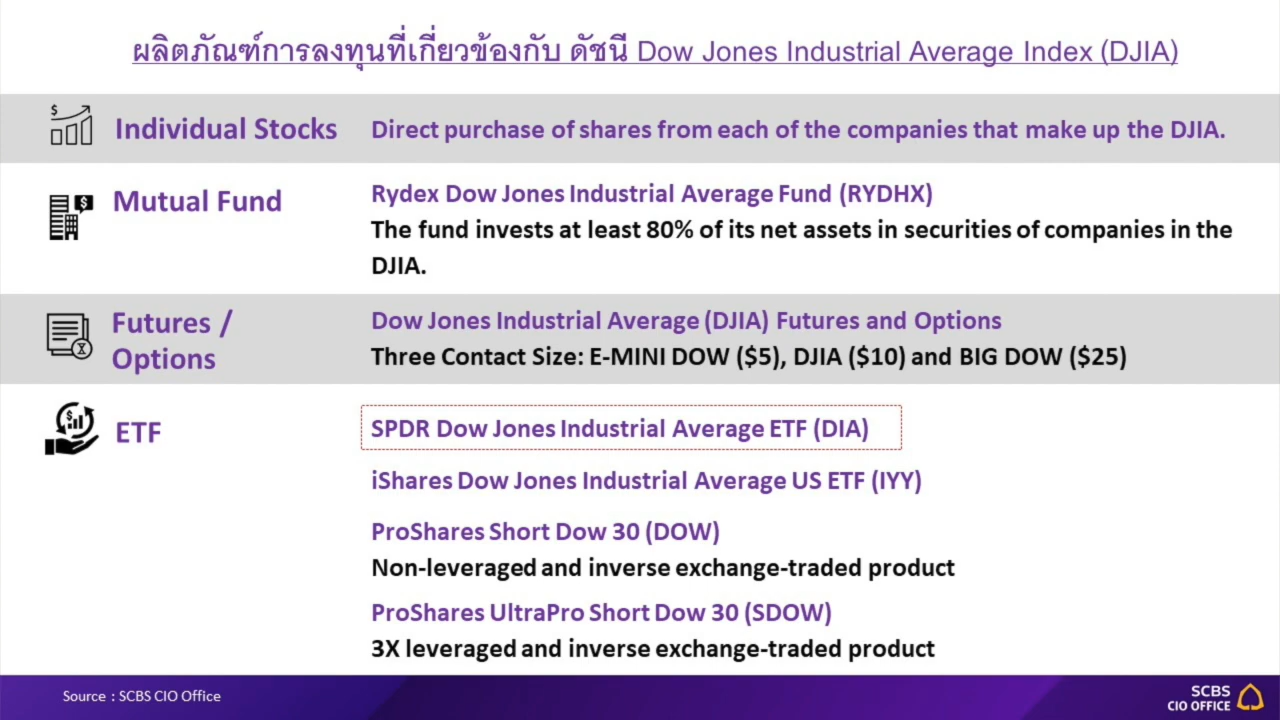 ผลิตภัณฑ์การลงทุนที่เกี่ยวข้องกับ ดัชนี Dow Jones Industrial Average Index (DJIA)
$
Individual Stocks
Direct purchase of shares from each of the companies that make up the DJIA.
$
Mutual Fund
Rydex Dow Jones Industrial Average Fund (RYDHX)
The fund invests at least 80% of its net assets in securities of companies in the
DJIA.
Futures /
Options
Dow Jones Industrial Average (DJIA) Futures and Options
Three Contact Size: E-MINI DOW ($5), DJIA ($10) and BIG DOW ($25)
$
ETF
SPDR Dow Jones Industrial Average ETF (DIA)
iShares Dow Jones Industrial Average US ETF (IYY)
ProShares Short Dow 30 (DOW)
Non-leveraged and inverse exchange-traded product
ProShares UltraPro Short Dow 30 (SDOW)
3X leveraged and inverse exchange-traded product
Source : SCBS CIO Office
SCBS
CIO OFFICE